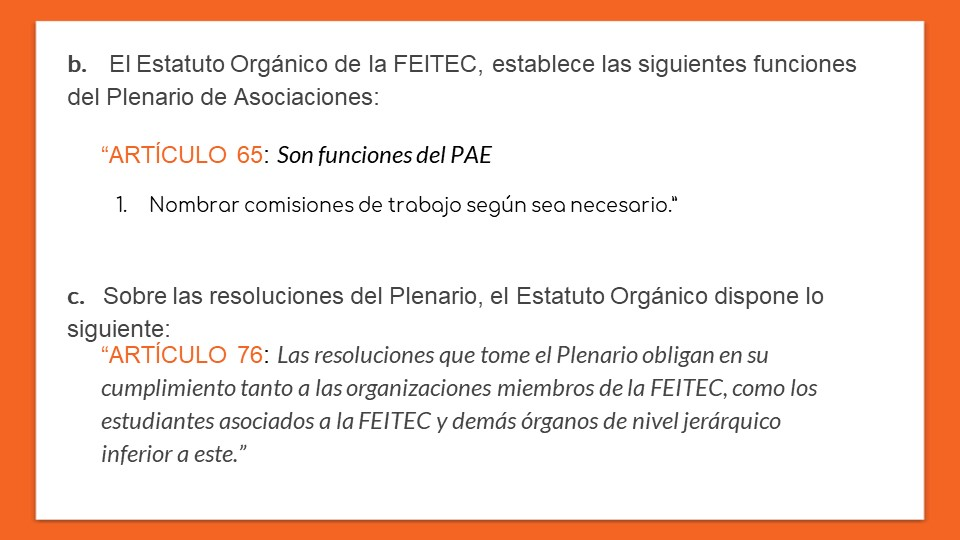 b. El Estatuto Orgánico de la FEITEC, establece las siguientes funciones
del Plenario de Asociaciones:
“ARTÍCULO 65: Son funciones del PAE
1. Nombrar comisiones de trabajo según sea necesario.”
c. Sobre las resoluciones del Plenario, el Estatuto Orgánico dispone lo
siguiente:
“ARTÍCULO 76: Las resoluciones que tome el Plenario obligan en su
cumplimiento tanto a las organizaciones miembros de la FEITEC, como los
estudiantes asociados a la FEITEC y demás órganos de nivel jerárquico
inferior a este.”